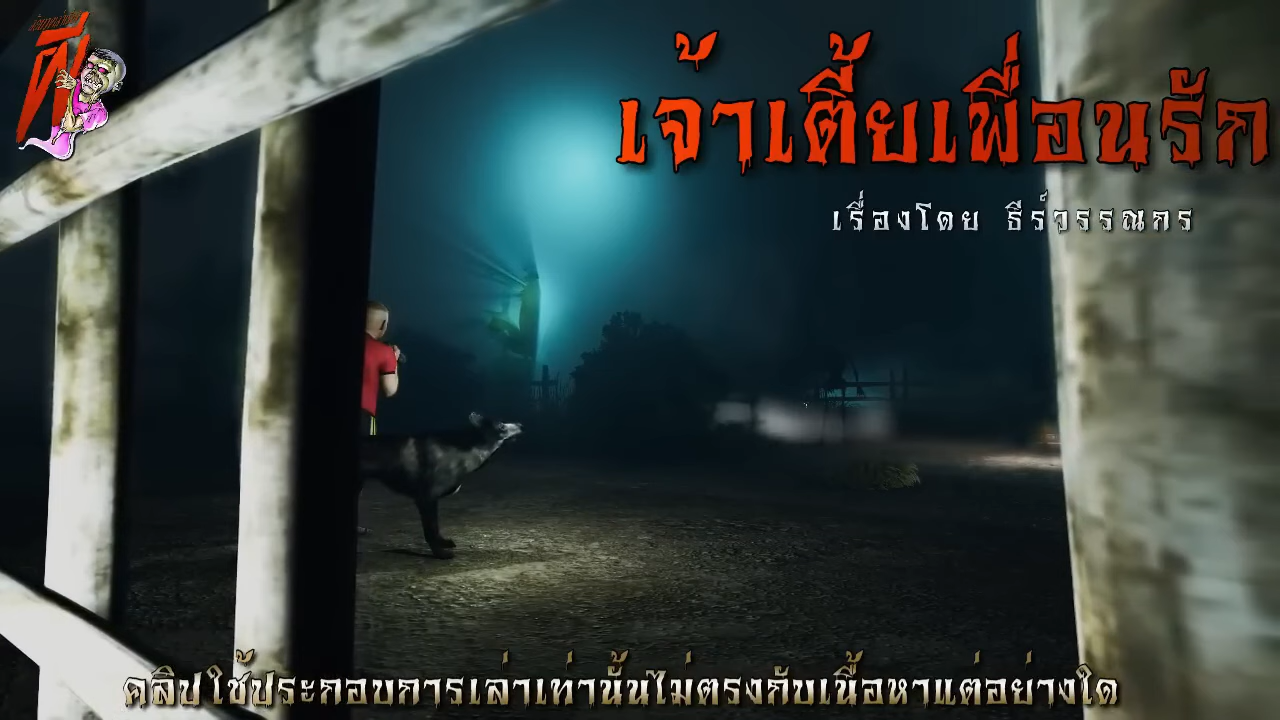 ผี
เจ้าเตี้ยเพื่อนรัก
เรื่องโดย ธีร์วรรณกร
คลิปใช้ประกอบการเล่าเท่านั้นไม่ตรงกับเนื้อหาแต่อย่างใด